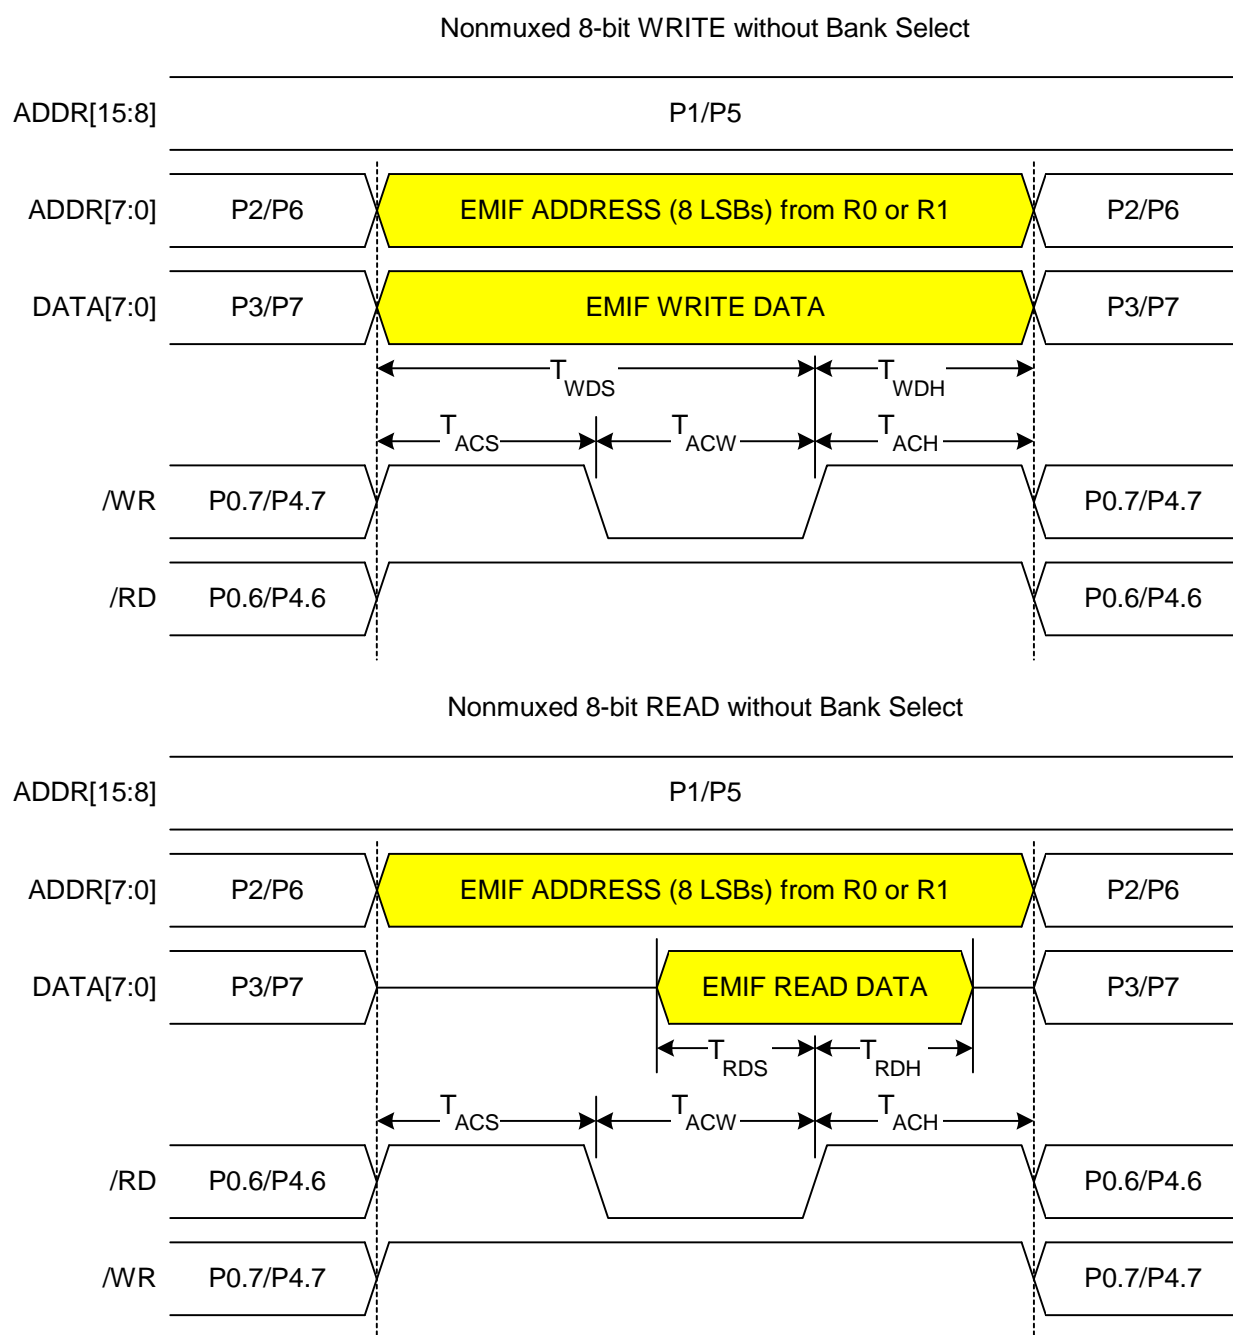 Nonmuxed 8-bit WRITE without Bank Select
ADDR[15:8] P1/P5
ADDR[7:0] P2/P6 EMIF ADDRESS (8 LSBs) from R0 or R1 P2/P6
DATA[7:0] P3/P7 EMIF WRITE DATA P3/P7
TWDS TWDH
TACS TACW TACH
/WR P0.7/P4.7 P0.7/P4.7
/RD P0.6/P4.6 P0.6/P4.6
Nonmuxed 8-bit READ without Bank Select
ADDR[15:8] P1/P5
ADDR[7:0] P2/P6 EMIF ADDRESS (8 LSBs) from R0 or R1 P2/P6
DATA[7:0] P3/P7 EMIF READ DATA P3/P7
TRDS TRDH
TACS TACW TACH
/RD P0.6/P4.6 P0.6/P4.6
/WR P0.7/P4.7 P0.7/P4.7